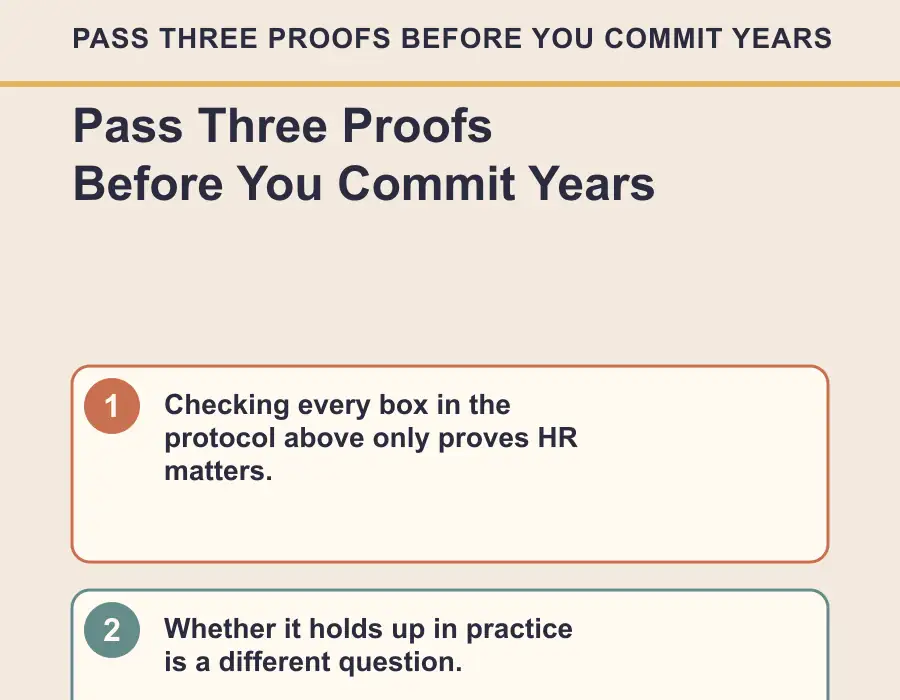 PASS THREE PROOFS BEFORE YOU COMMIT YEARS
Pass Three Proofs
Before You Commit Years
1
Checking every box in the
protocol above only proves HR
matters.
2
Whether it holds up in practice
is a different question.